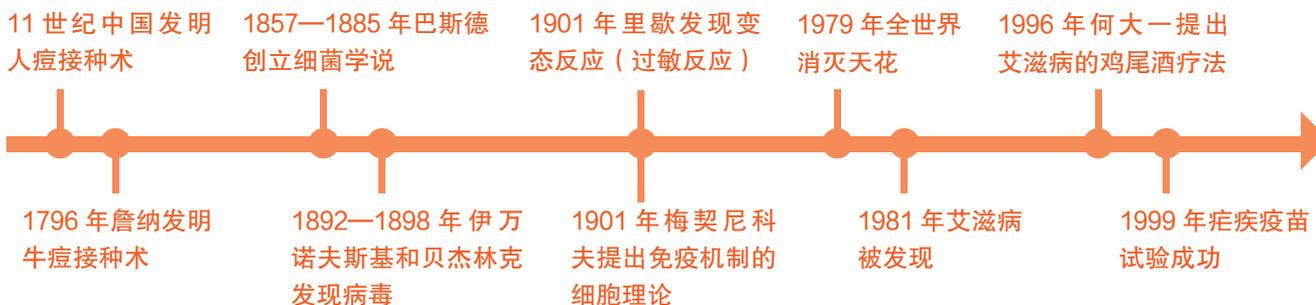 11 世纪中国发明
人痘接种术
1857—1885 年巴斯德
创立细菌学说
1901 年里歇发现变
态反应（过敏反应）
1979 年全世界
消灭天花
1996 年何大一提出
艾滋病的鸡尾酒疗法
1796 年詹纳发明
牛痘接种术
1892—1898 年伊万
诺夫斯基和贝杰林克
发现病毒
1901 年梅契尼科
夫提出免疫机制的
细胞理论
1981 年艾滋病
被发现
1999 年疟疾疫苗
试验成功